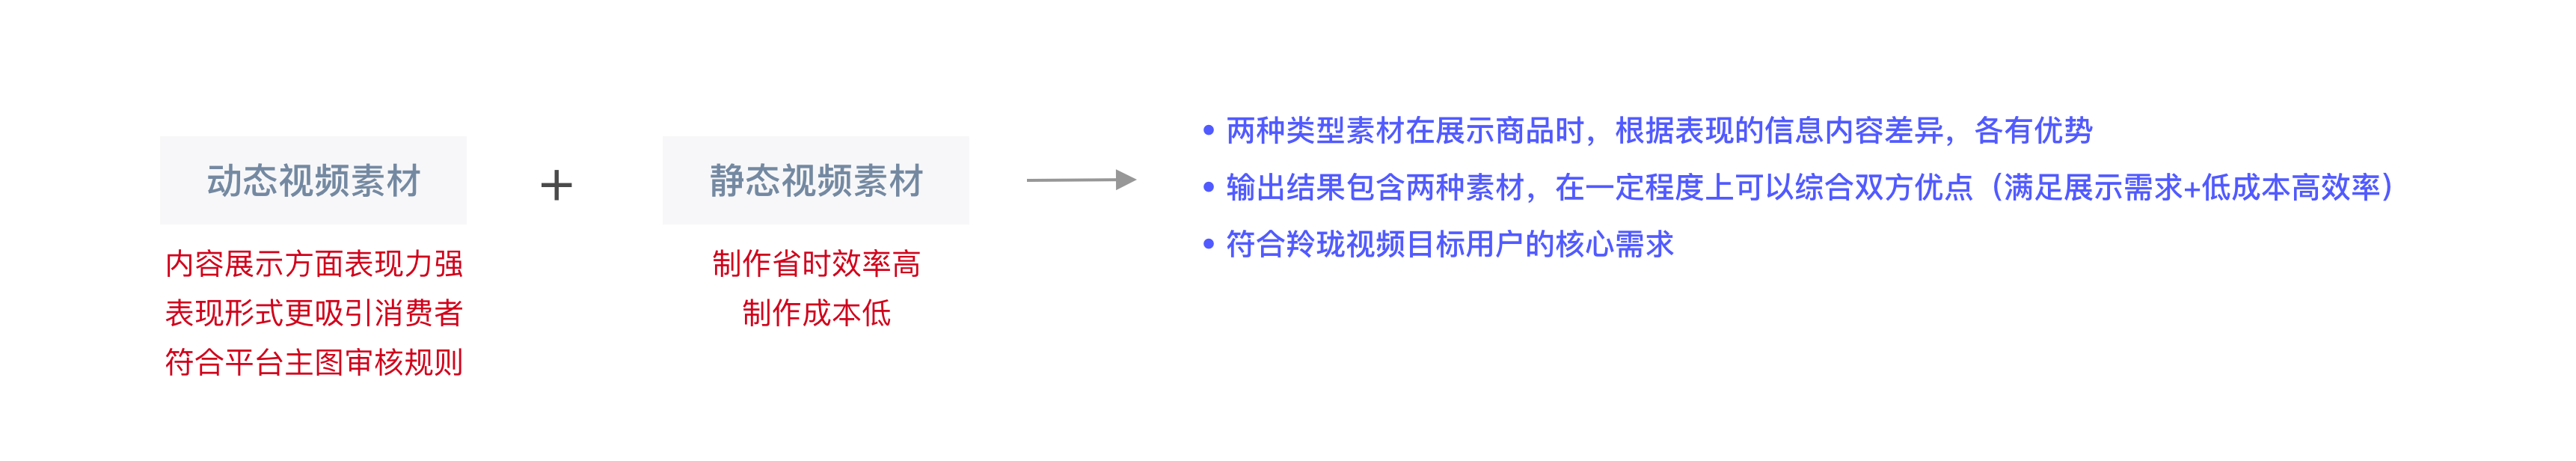 动态视频素材
内容展示方面表现力强
表现形式更吸引消费者
符合平台主图审核规则
+
静态视频素材
制作省时效率高
制作成本低
• 两种类型素材在展示商品时，根据表现的信息内容差异，各有优势
• 输出结果包含两种素材，在一定程度上可以综合双方优点（满足展示需求+低成本高效率）
• 符合羚珑视频目标用户的核心需求